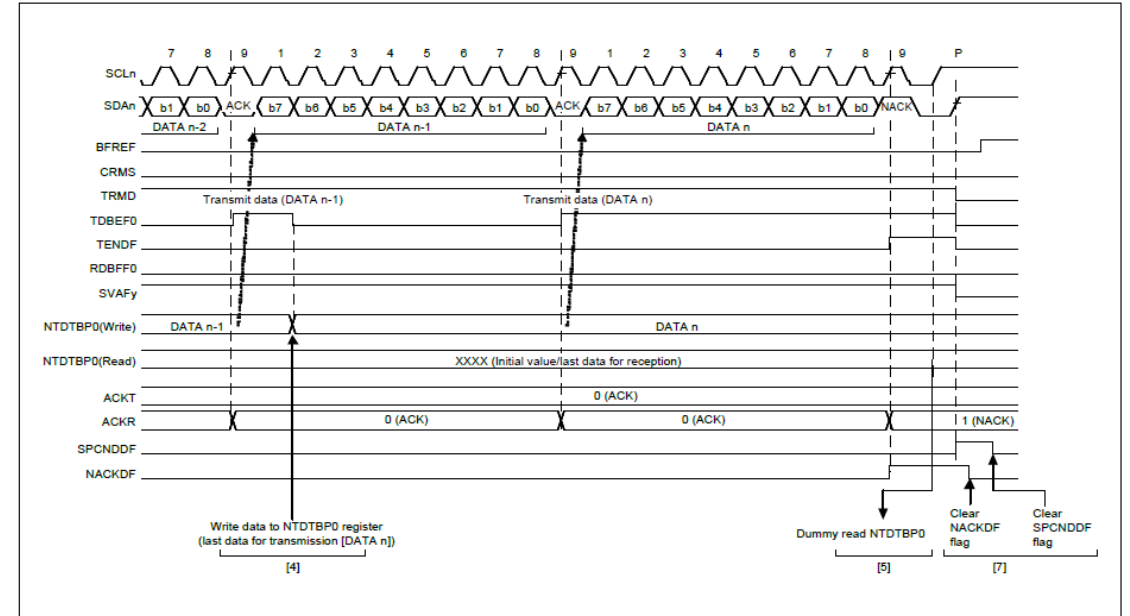 7 8 9 1 2 3 4 5 6 7 8 9 1 2 3 4 5 6 7 8 9 P
SCLn
SDAn b1 b0 ACK b7 b6 b5 b4 b3 b2 b1 b0 ACK b7 b6 b5 b4 b3 b2 b1 b0 NACK
DATA n-2 DATA n-1 DATA n
BFREF
CRMS
TRMD
Transmit data (DATA n-1) Transmit data (DATA n)
TDBEF0
TENDF
RDBFF0
SVAFy
NTDTBP0(Write) DATA n-1 DATA n
NTDTBP0(Read) XXXX (Initial value/last data for reception)
ACKT 0 (ACK)
ACKR 0 (ACK) 0 (ACK) 1 (NACK)
SPCNDDF
NACKDF
Write data to NTDTBP0 register
(last data for transmission [DATA n])
[4]
Dummy read NTDTBP0
[5]
Clear
NACKDF
flag
Clear
SPCNDDF
flag
[7]